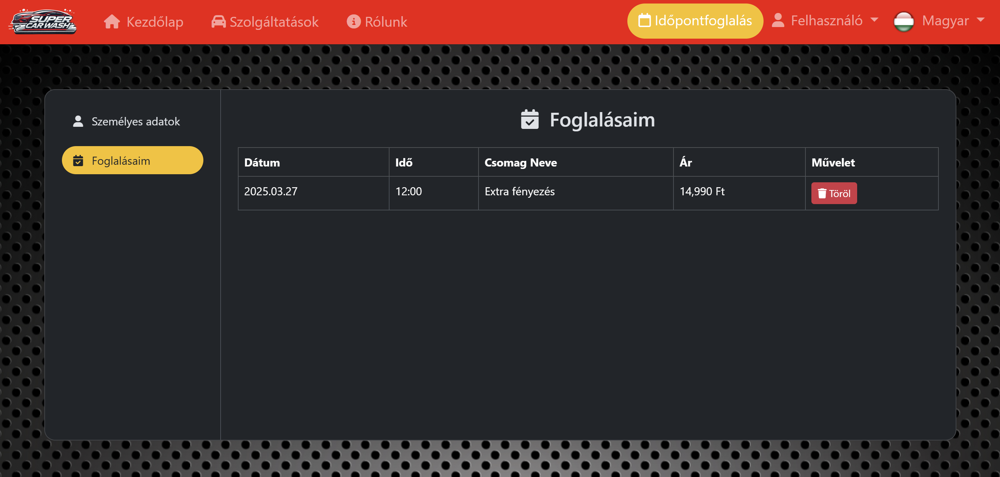 SUPER
CAR WASH
Kezdőlap
Szolgáltatások
Rólunk
Időpontfoglalás
Felhasználó
Magyar
Személyes adatok
Foglalásaim
Foglalásaim
Dátum Idő Csomag Neve Ár Művelet
2025.03.27 12:00 Extra fényezés 14,990 Ft Töröl